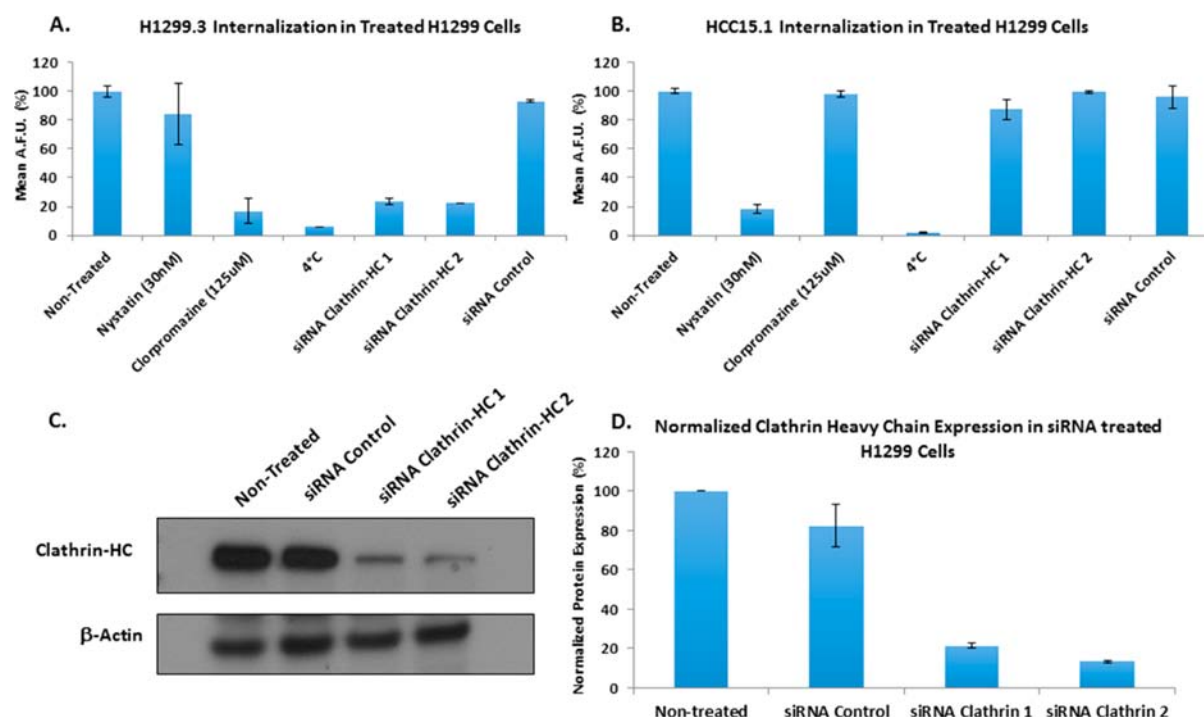 A.
H1299.3 Internalization in Treated H1299 Cells
Mean A.F.U. (%)
120
100
80
60
40
20
0
Non-Treated
Nystatin (30nM)
Clorpromazine (125uM)
4°C
siRNA Clathrin-HC 1
siRNA Clathrin-HC 2
siRNA Control
B.
HCC15.1 Internalization in Treated H1299 Cells
Mean A.F.U. (%)
120
100
80
60
40
20
0
Non-Treated
Nystatin (30nM)
Clorpromazine (125uM)
4°C
siRNA Clathrin-HC 1
siRNA Clathrin-HC 2
siRNA Control
C.
Non-Treated
siRNA Control
siRNA Clathrin-HC 1
siRNA Clathrin-HC 2
Clathrin-HC
β-Actin
D.
Normalized Clathrin Heavy Chain Expression in siRNA treated
H1299 Cells
Normalized Protein Expression (%)
100
80
60
40
20
0
Non-treated
siRNA Control
siRNA Clathrin 1
siRNA Clathrin 2